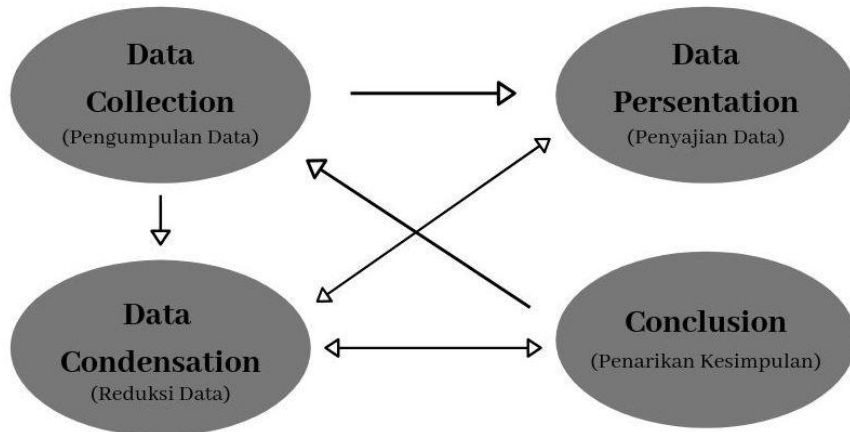 Data
Collection
(Pengumpulan Data)
Data
Persentation
(Penyajian Data)
Data
Condensation
(Reduksi Data)
Conclusion
(Penarikan Kesimpulan)